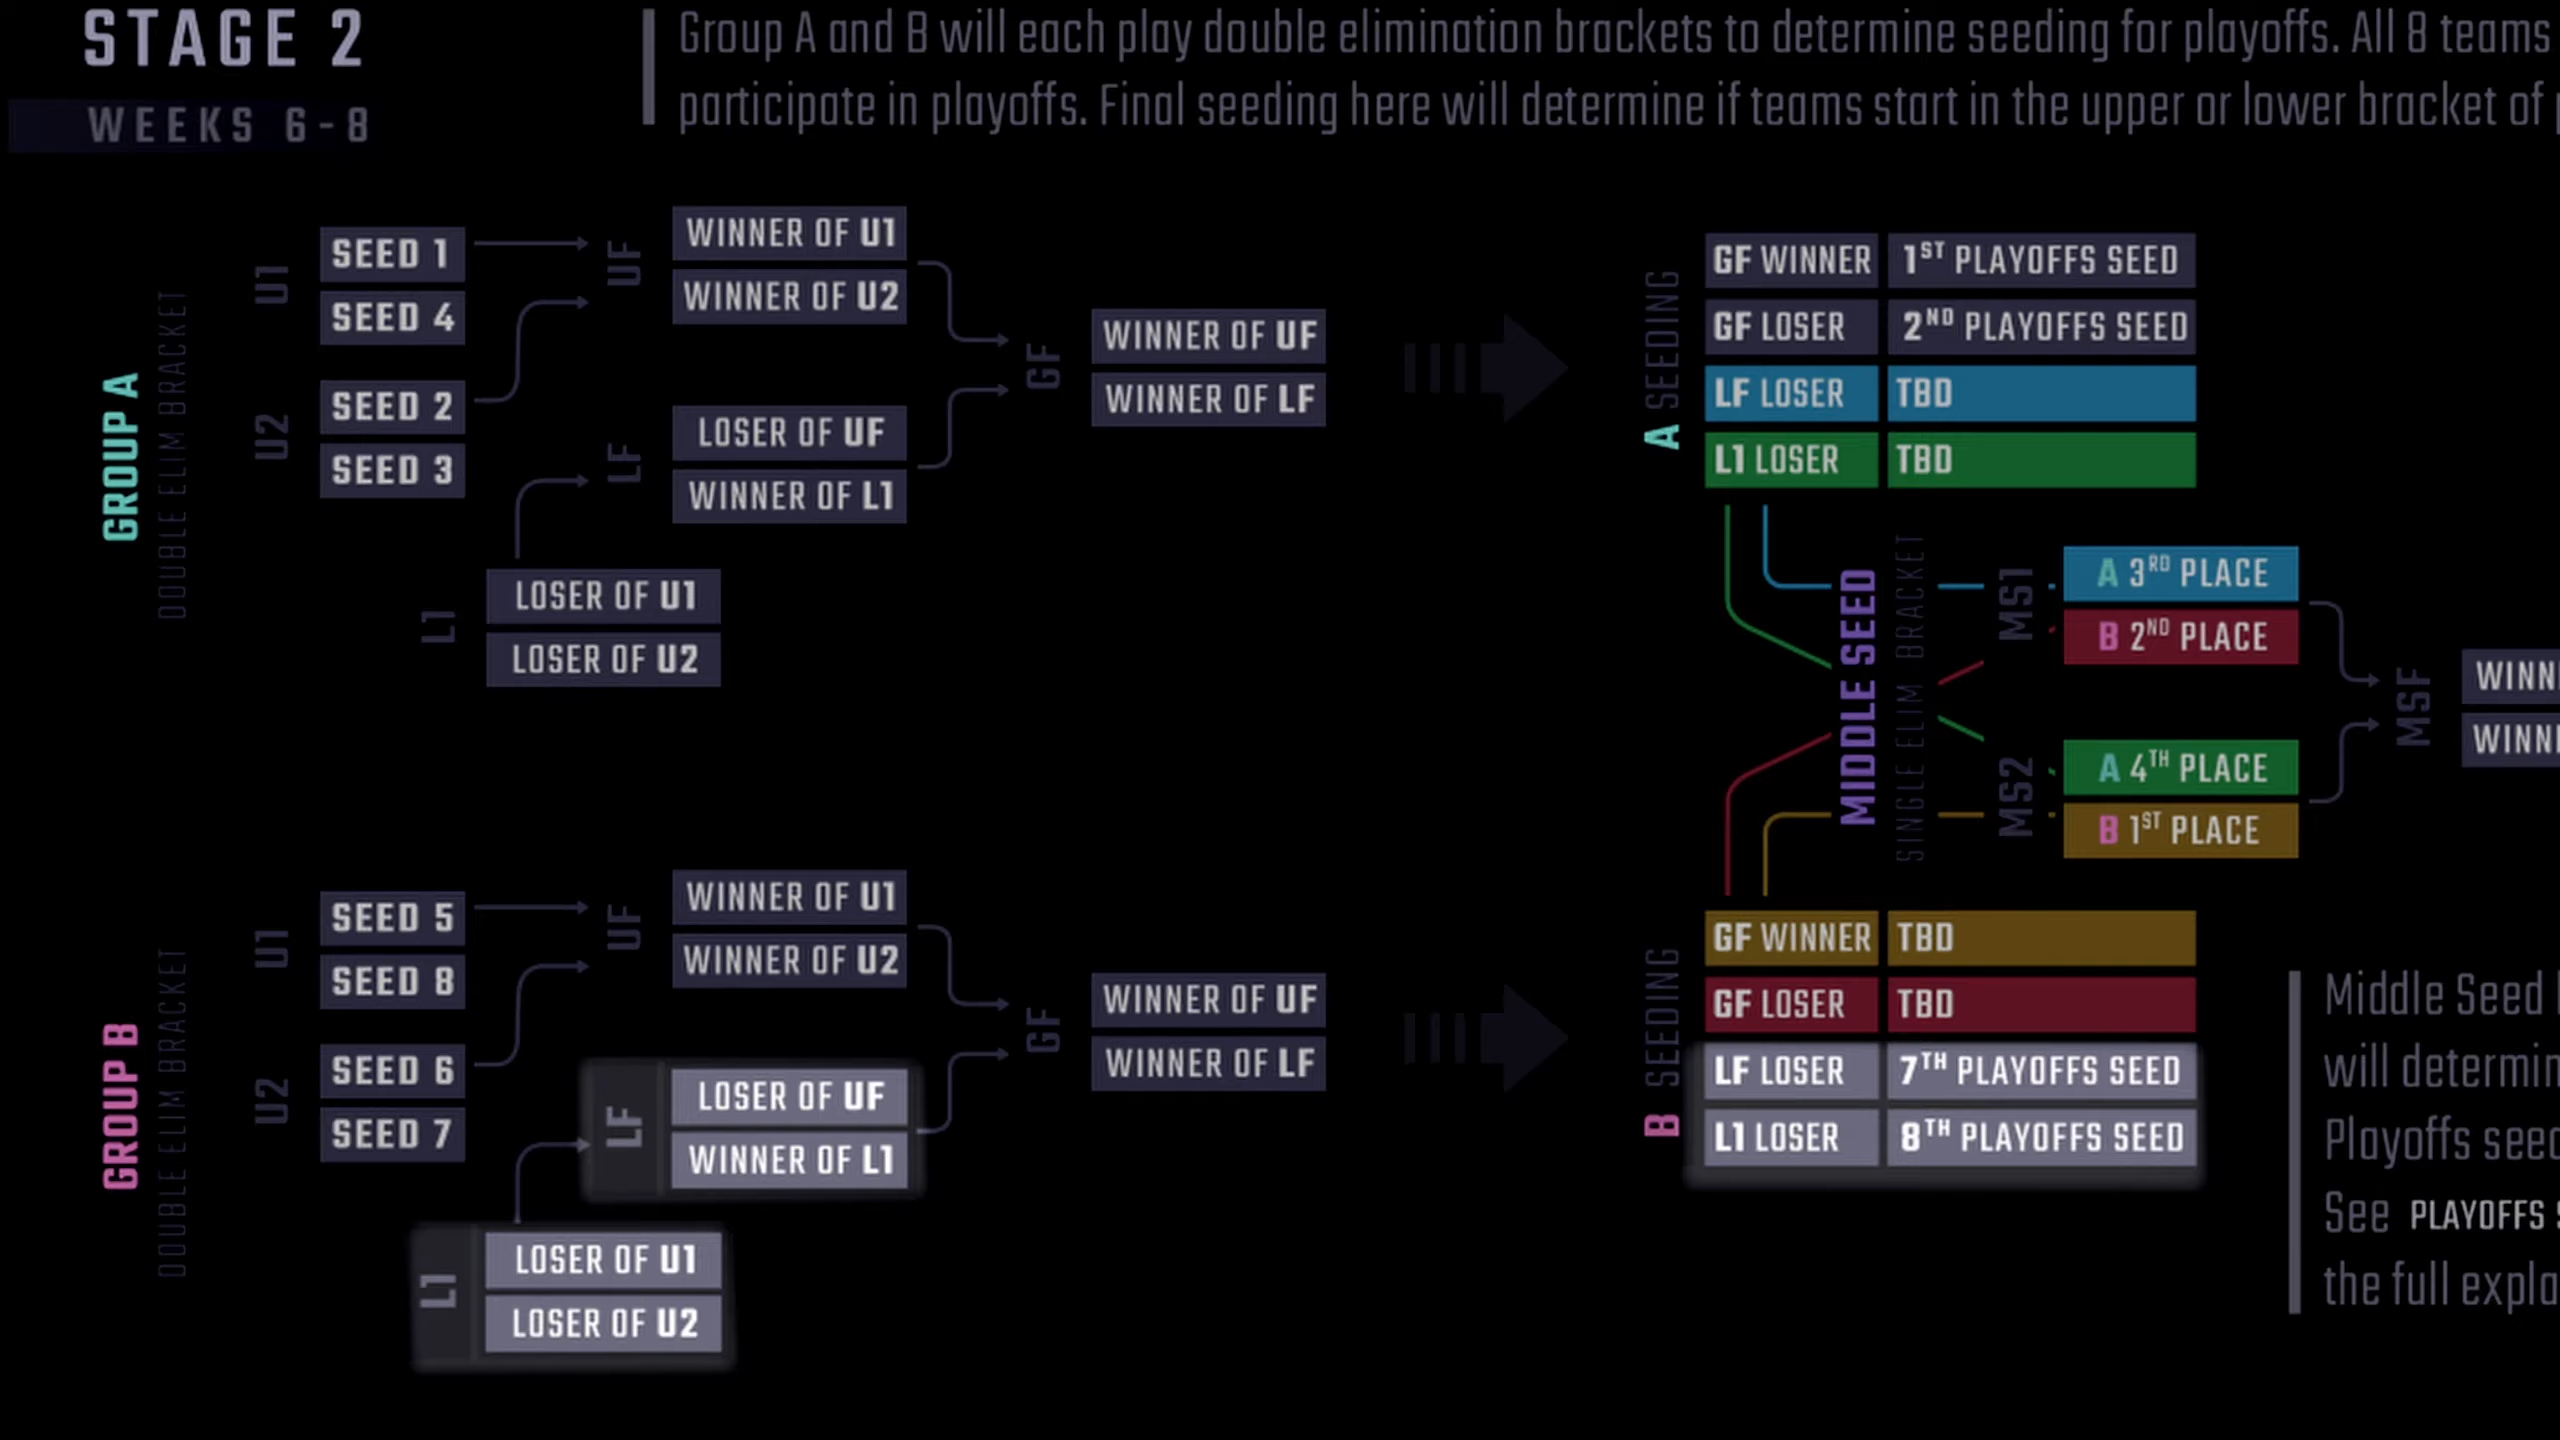 STAGE 2
WEEKS 6-8
Group A and B will each play double elimination brackets to determine seeding for playoffs. All 8 teams
participate in playoffs. Final seeding here will determine if teams start in the upper or lower bracket of
GROUP A
DOUBLE ELIM BRACKET
U1
SEED 1
SEED 4
U2
SEED 2
SEED 3
UF
WINNER OF U1
WINNER OF U2
LF
LOSER OF UF
WINNER OF L1
L1
LOSER OF U1
LOSER OF U2
GF
WINNER OF UF
WINNER OF LF
A SEEDING
GF WINNER 1ST PLAYOFFS SEED
GF LOSER 2ND PLAYOFFS SEED
LF LOSER TBD
L1 LOSER TBD
MIDDLE SEED
SINGLE ELIM BRACKET
MS1
A 3RD PLACE
B 2ND PLACE
MS2
A 4TH PLACE
B 1ST PLACE
MSF
GROUP B
DOUBLE ELIM BRACKET
U1
SEED 5
SEED 8
U2
SEED 6
SEED 7
UF
WINNER OF U1
WINNER OF U2
LF
LOSER OF UF
WINNER OF L1
L1
LOSER OF U1
LOSER OF U2
GF
WINNER OF UF
WINNER OF LF
B SEEDING
GF WINNER TBD
GF LOSER TBD
LF LOSER 7TH PLAYOFFS SEED
L1 LOSER 8TH PLAYOFFS SEED
Middle Seed
will
Playoffs
See PLAYOFFS
the full